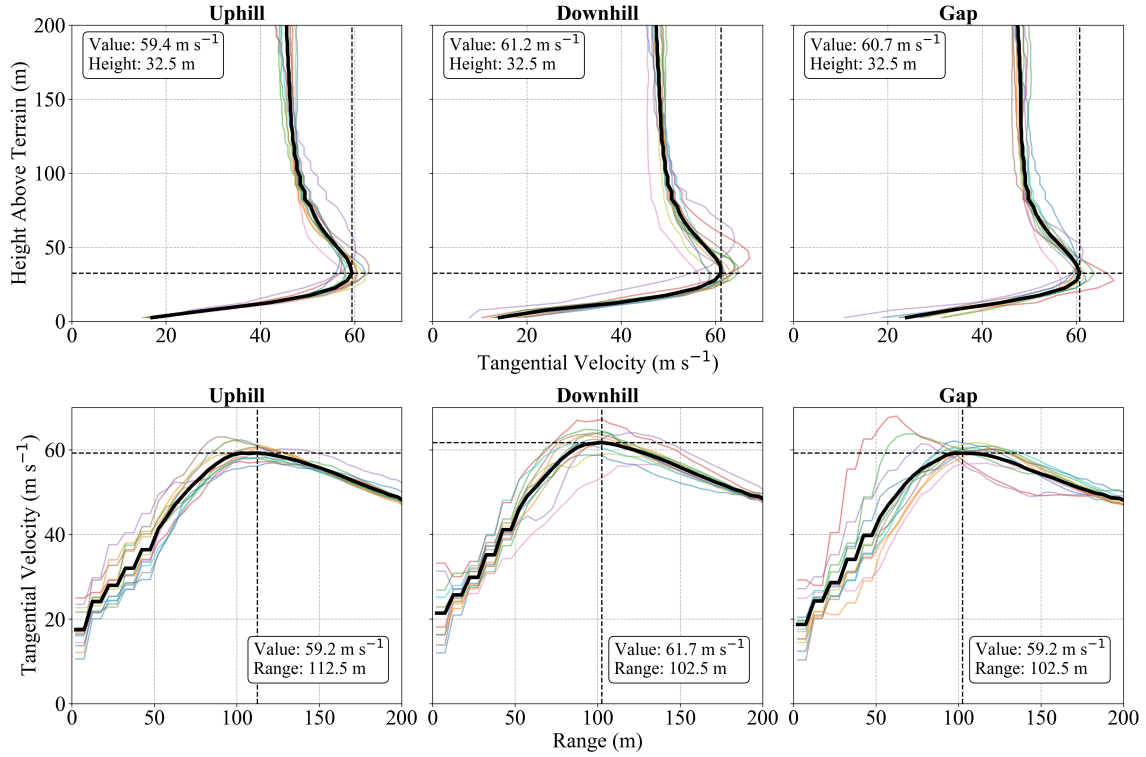 Uphill
Downhill
Gap
Height Above Terrain (m)
200
150
100
50
0
Value: 59.4 m s⁻¹
Height: 32.5 m
Value: 61.2 m s⁻¹
Height: 32.5 m
Value: 60.7 m s⁻¹
Height: 32.5 m
0 20 40 60
0 20 40 60
0 20 40 60
Tangential Velocity (m s⁻¹)
Uphill
Downhill
Gap
Tangential Velocity (m s⁻¹)
60
40
20
0
Value: 59.2 m s⁻¹
Range: 112.5 m
Value: 61.7 m s⁻¹
Range: 102.5 m
Value: 59.2 m s⁻¹
Range: 102.5 m
0 50 100 150 200
0 50 100 150 200
0 50 100 150 200
Range (m)